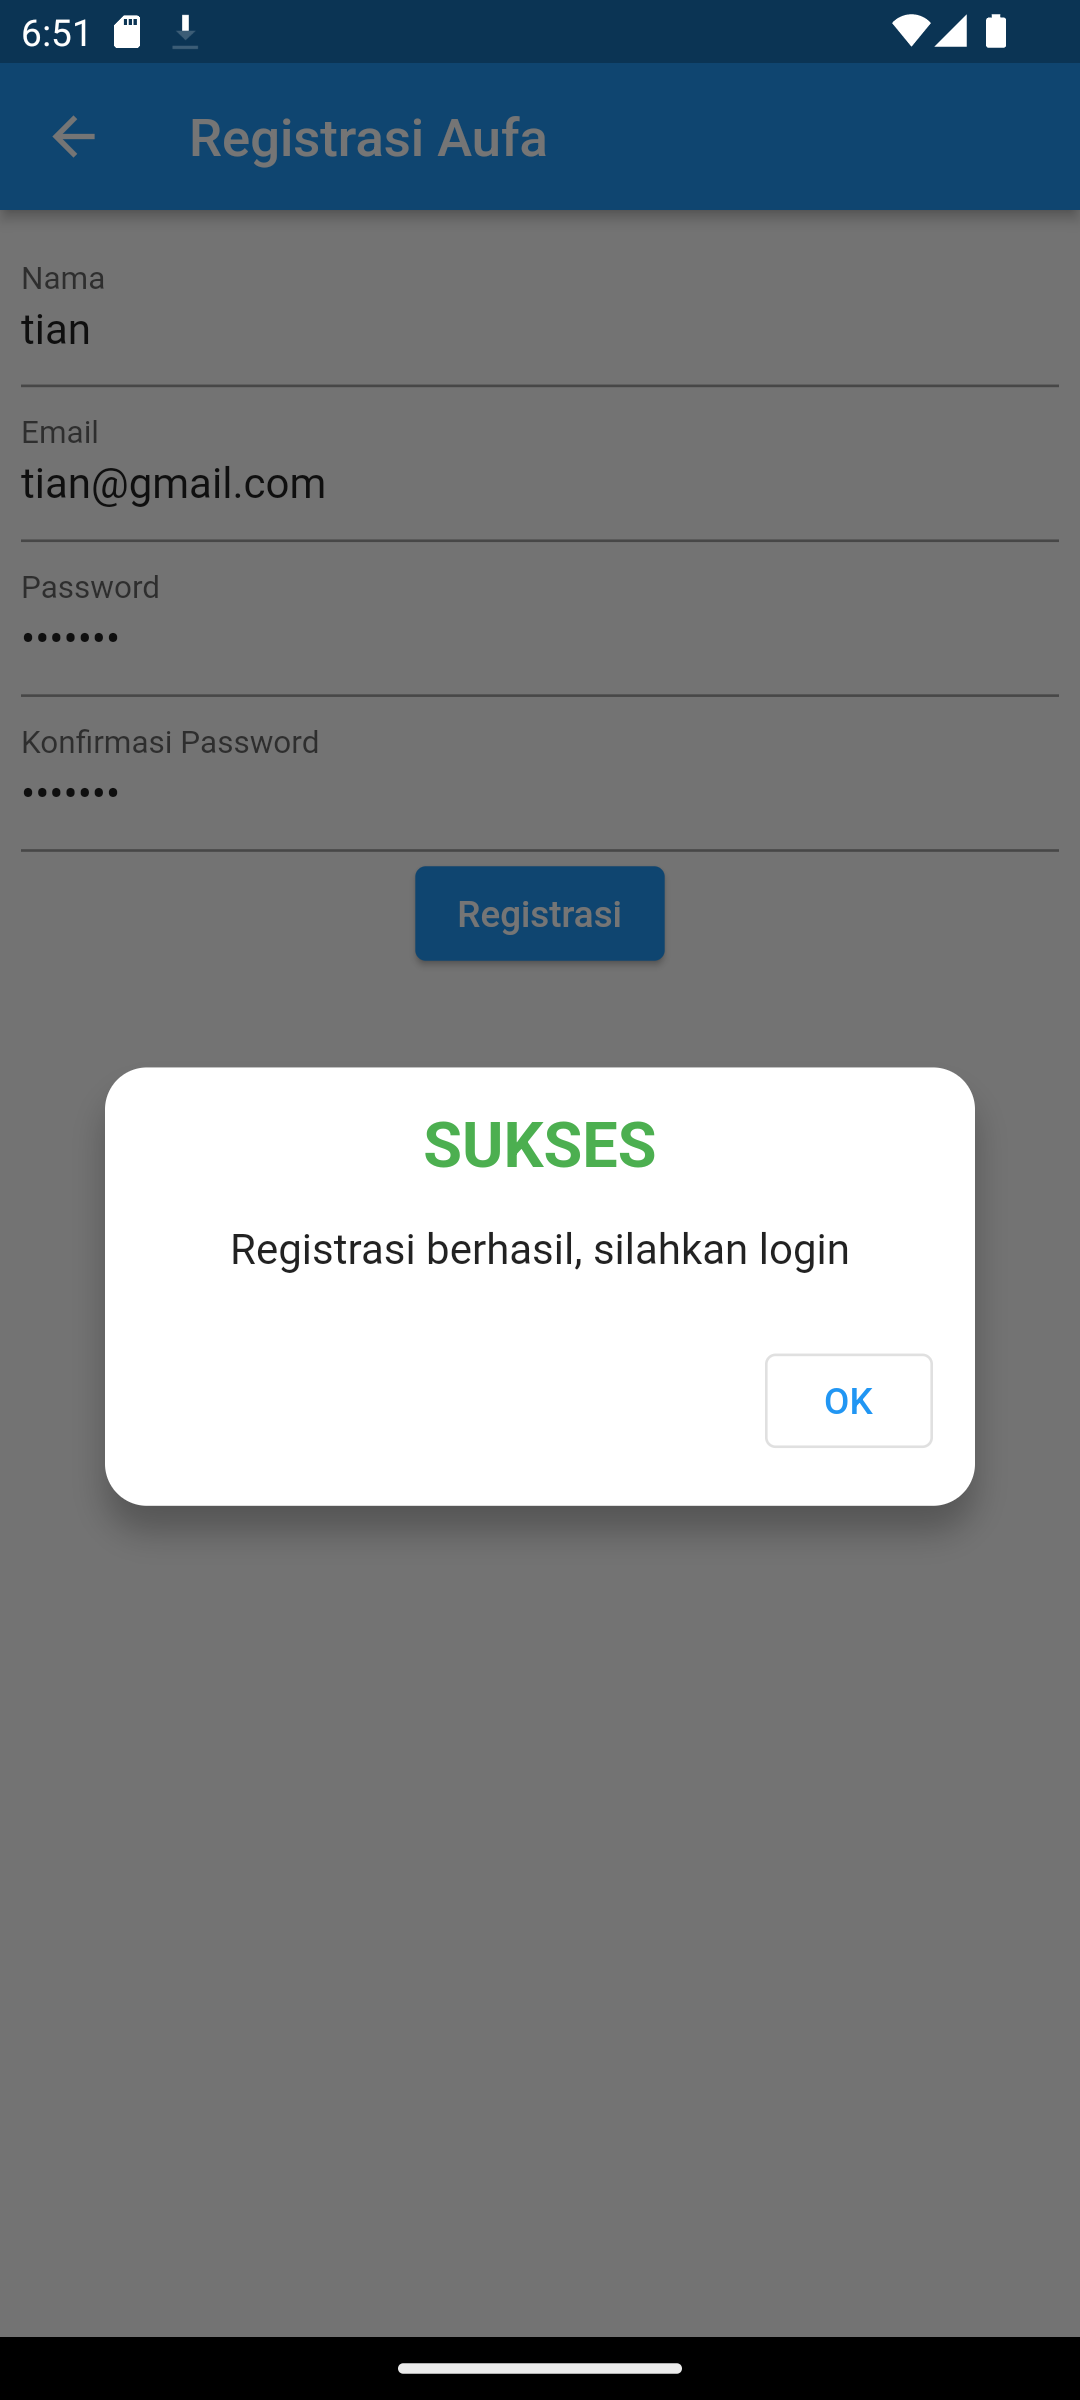 6:51
Registrasi Aufa
Nama
tian
Email
tian@gmail.com
Password
•••••••
Konfirmasi Password
•••••••
Registrasi
SUKSES
Registrasi berhasil, silahkan login
OK